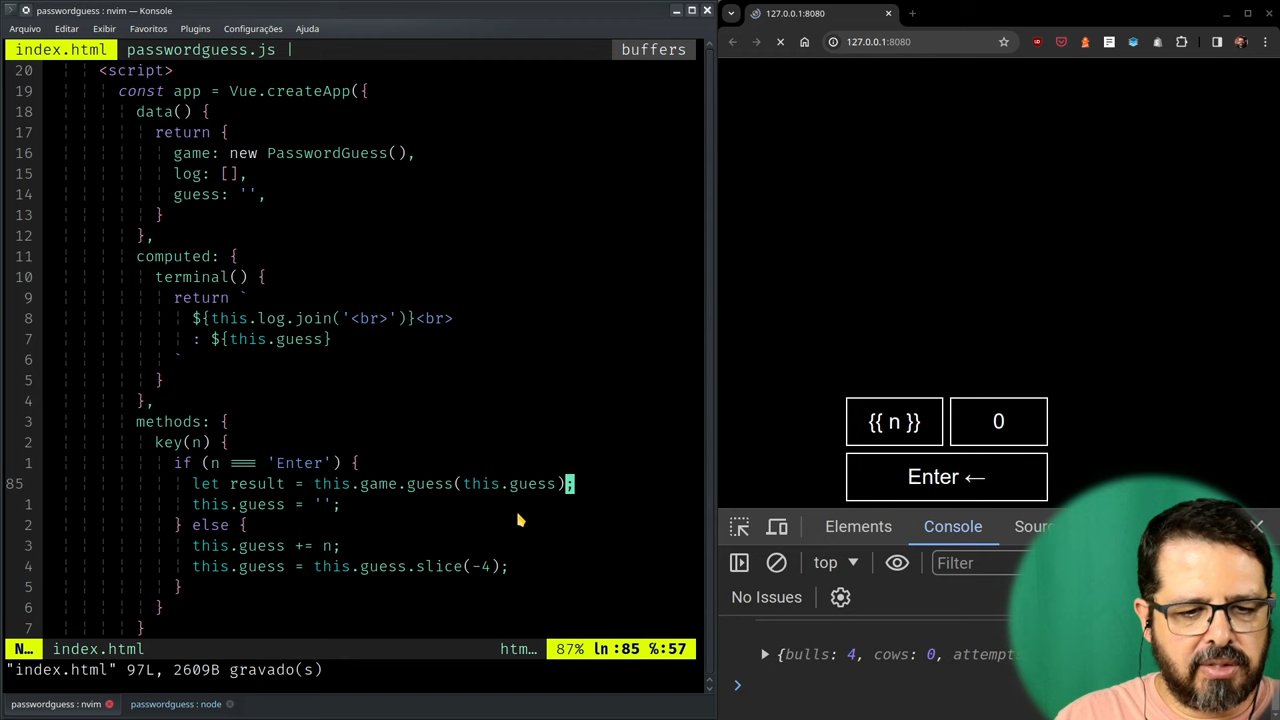 passwordguess : nvim — Konsole
Arquivo Editar Exibir Favoritos Plugins Configurações Ajuda
index.html passwordguess.js | buffers
20 <script>
19 const app = Vue.createApp({
18 data() {
17 return {
16 game: new PasswordGuess(),
15 log: [],
14 guess: '',
13 }
12 },
11 computed: {
10 terminal() {
9 return `
8 ${this.log.join('<br>')}<br>
7 : ${this.guess}
6 `
5 }
4 },
3 methods: {
2 key(n) {
1 if (n === 'Enter') {
85 let result = this.game.guess(this.guess);
1 this.guess = '';
2 } else {
3 this.guess += n;
4 this.guess = this.guess.slice(-4);
5 }
6 }
7 }
N… index.html htm… 87% ln:85 %:57
"index.html" 97L, 2609B gravado(s)
passwordguess : nvim passwordguess : node
127.0.0.1:8080
127.0.0.1:8080
{{ n }} 0
Enter ←
Elements Console Sour
top Filter
No Issues
{bulls: 4, cows: 0, attempt